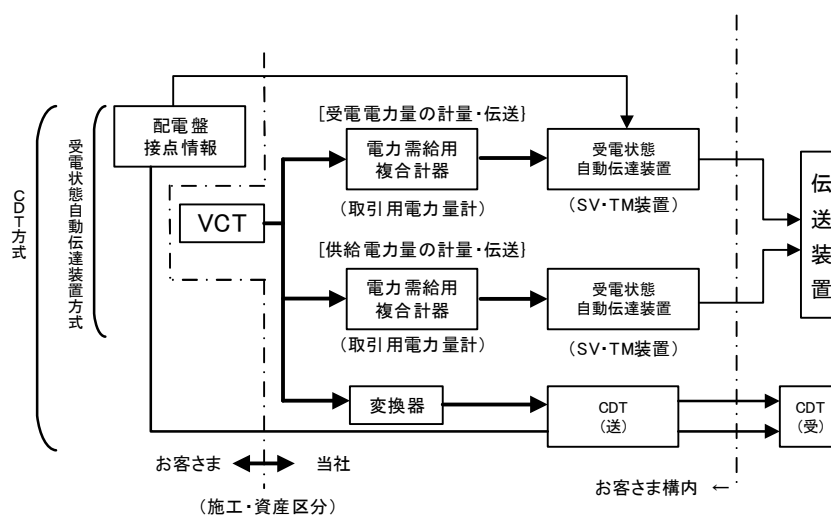 [受電電力量の計量・伝送}
配電盤
接点情報
電力需給用
複合計器
受電状態
自動伝達装置
(取引用電力量計)
(SV・TM装置)
伝送装置
CDT方式
受電状態自動伝達装置方式
VCT
[供給電力量の計量・伝送}
電力需給用
複合計器
受電状態
自動伝達装置
(取引用電力量計)
(SV・TM装置)
変換器
CDT
(送)
CDT
(受)
お客さま
当社
お客さま構内 ←
(施工・資産区分)